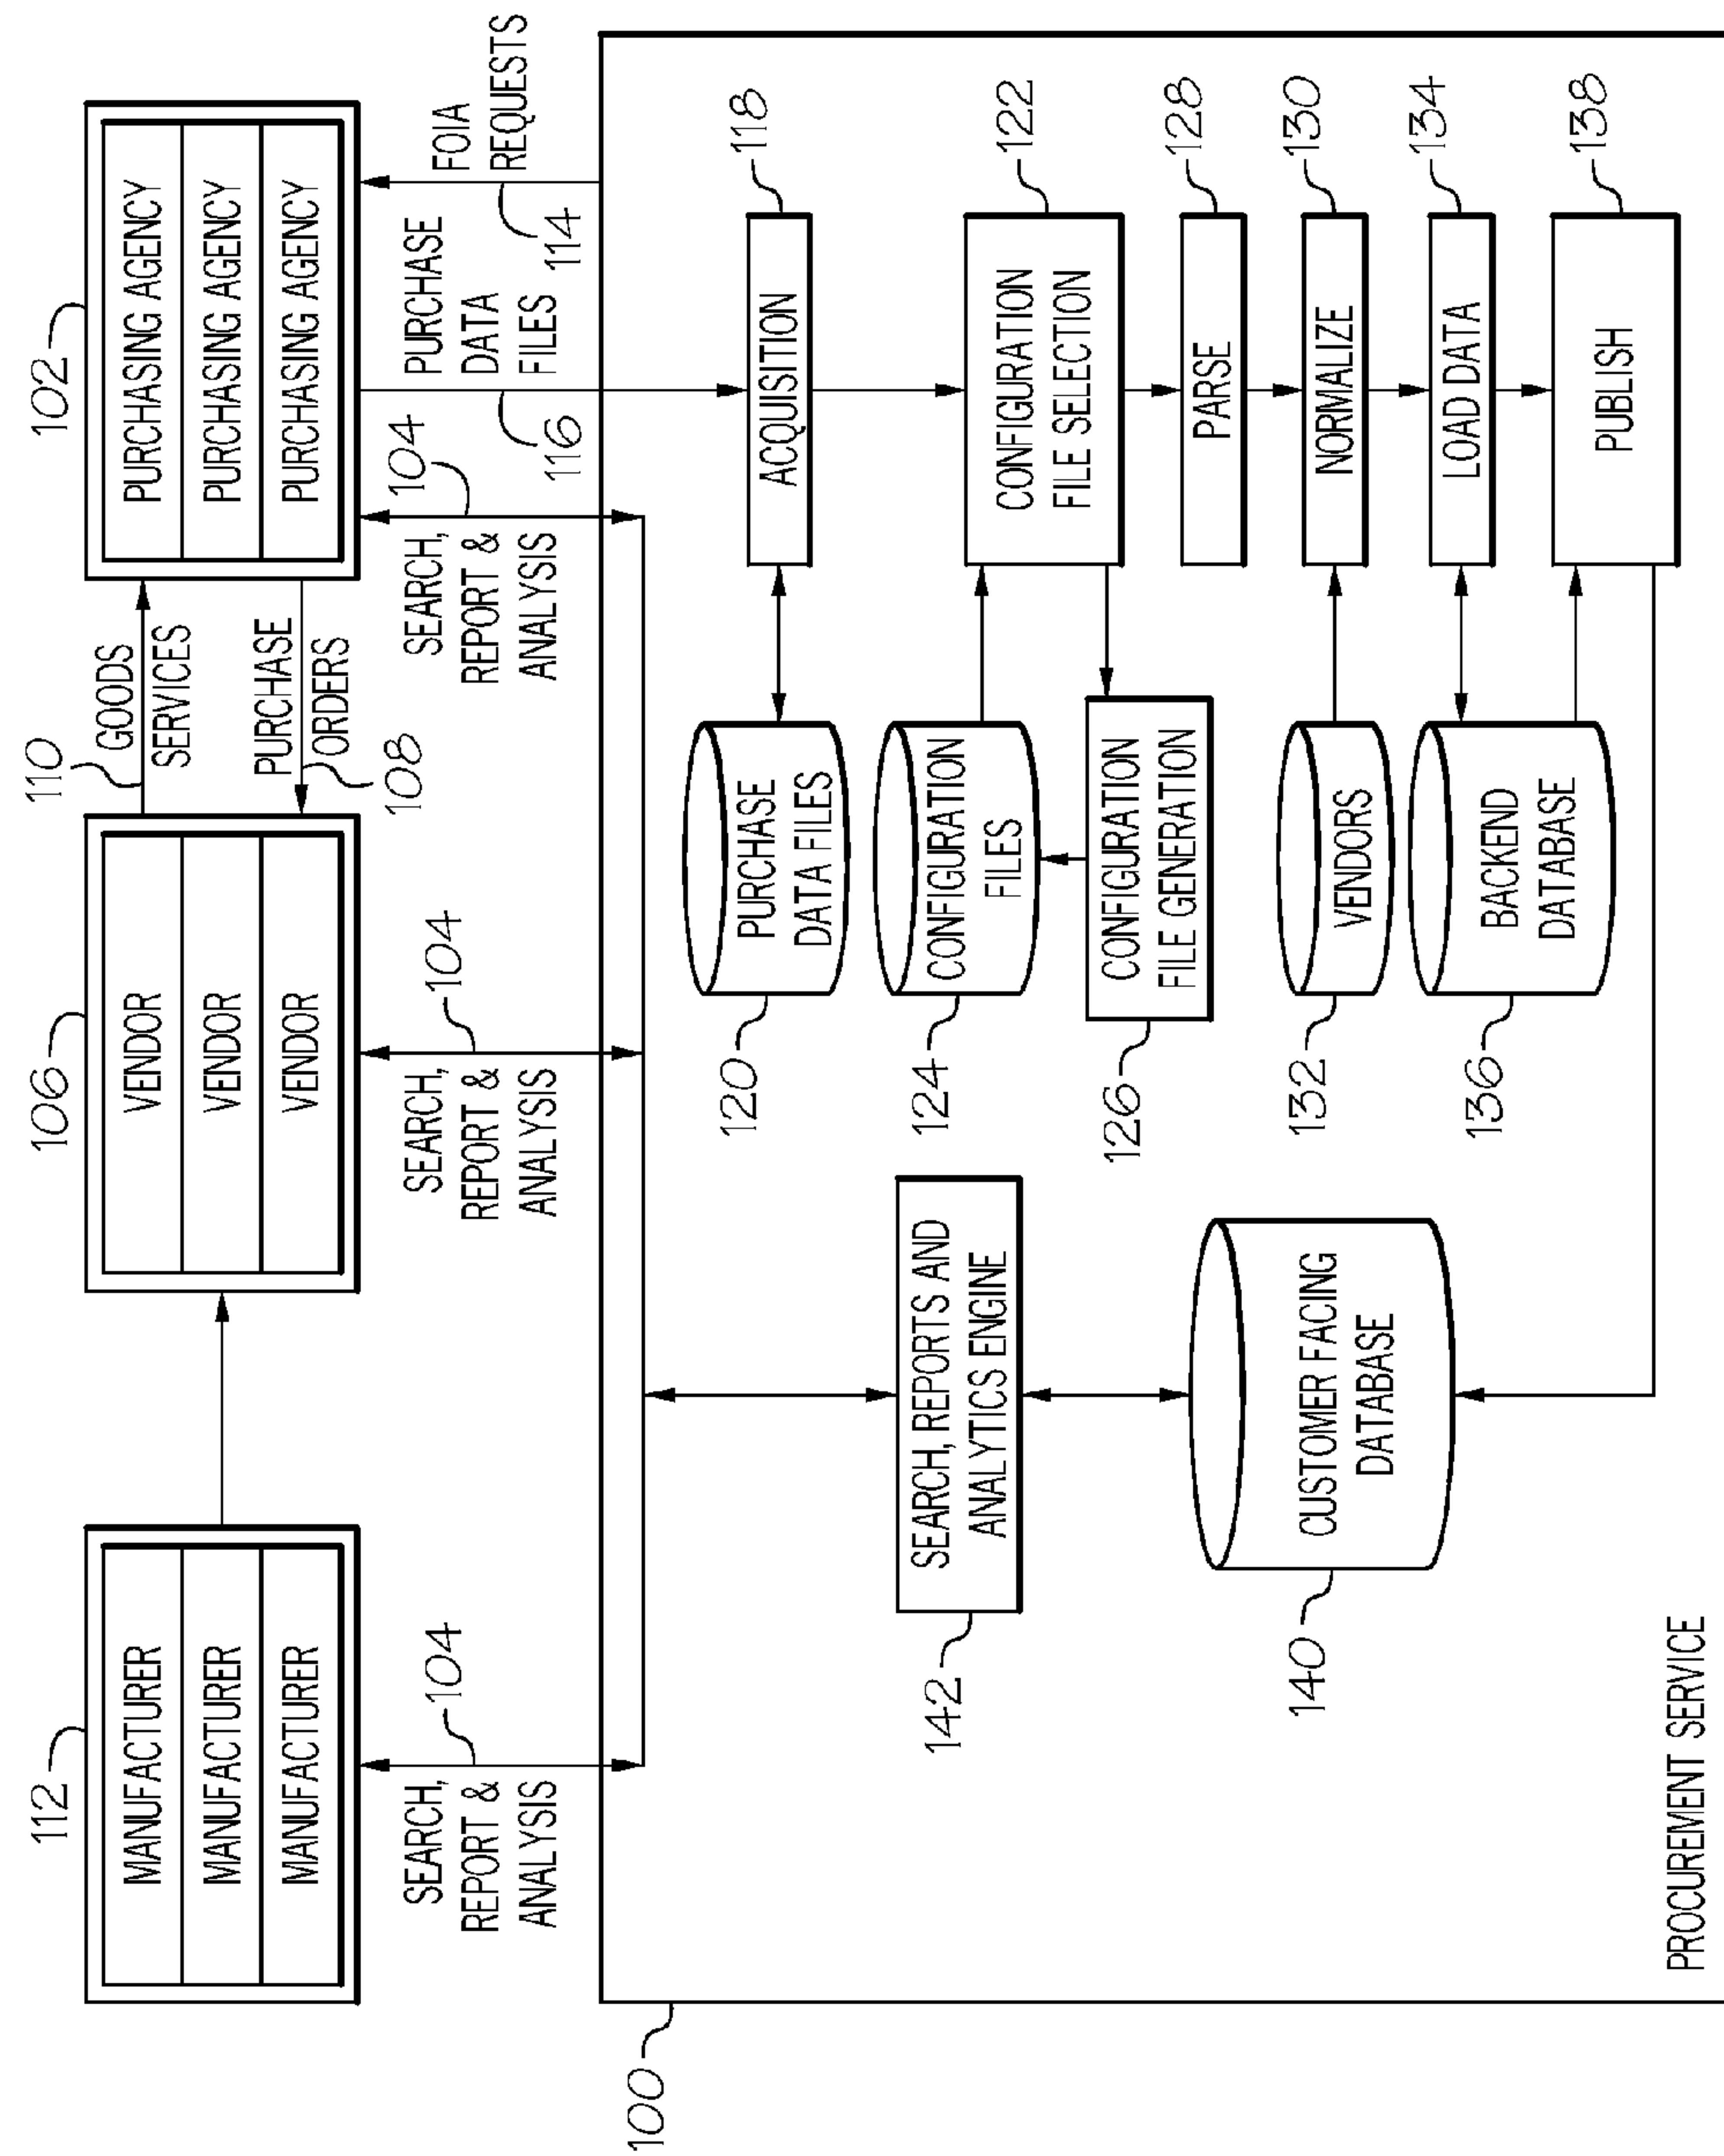 112
MANUFACTURER
MANUFACTURER
MANUFACTURER
106
VENDOR
VENDOR
VENDOR
110
GOODS
SERVICES
PURCHASE
ORDERS
108
102
PURCHASING AGENCY
PURCHASING AGENCY
PURCHASING AGENCY
SEARCH,
REPORT &
ANALYSIS
104
SEARCH,
REPORT &
ANALYSIS
104
SEARCH,
REPORT &
ANALYSIS
104
PURCHASE
DATA
FILES
116
FOIA
REQUESTS
114
100
ACQUISITION
118
PURCHASE
DATA FILES
120
SEARCH, REPORTS AND
ANALYTICS ENGINE
142
CONFIGURATION
FILES
124
CONFIGURATION
FILE SELECTION
122
CONFIGURATION
FILE GENERATION
126
PARSE
128
CUSTOMER FACING
DATABASE
140
VENDORS
132
NORMALIZE
130
BACKEND
DATABASE
136
LOAD DATA
134
PUBLISH
138
PROCUREMENT SERVICE